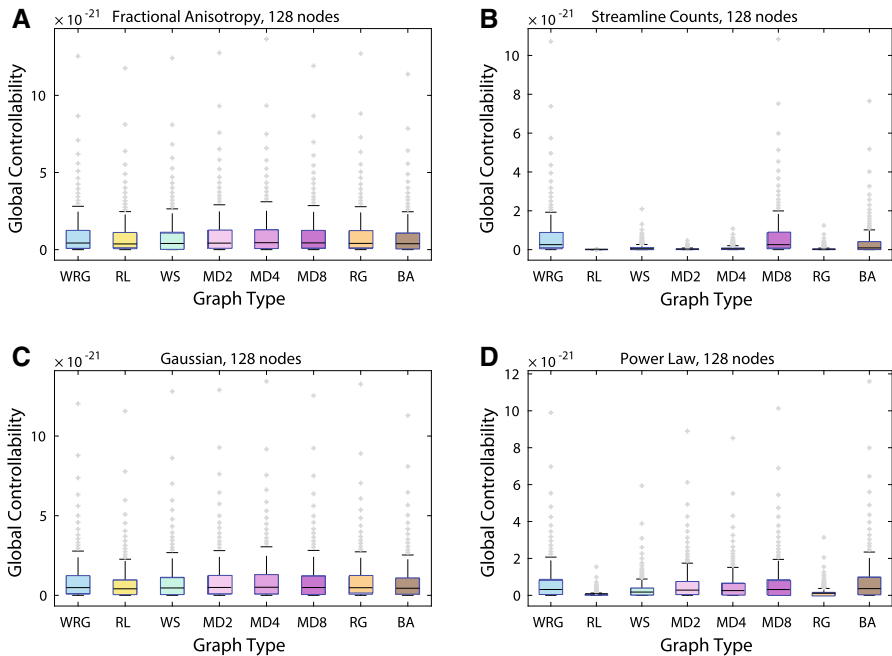 A
× 10 -21
Fractional Anisotropy, 128 nodes
Global Controllability
10
5
0
WRG RL WS MD2 MD4 MD8 RG BA
Graph Type
B
× 10 -21
Streamline Counts, 128 nodes
Global Controllability
10
8
6
4
2
0
WRG RL WS MD2 MD4 MD8 RG BA
Graph Type
C
× 10 -21
Gaussian, 128 nodes
Global Controllability
10
5
0
WRG RL WS MD2 MD4 MD8 RG BA
Graph Type
D
× 10 -21
Power Law, 128 nodes
Global Controllability
12
10
8
6
4
2
0
WRG RL WS MD2 MD4 MD8 RG BA
Graph Type